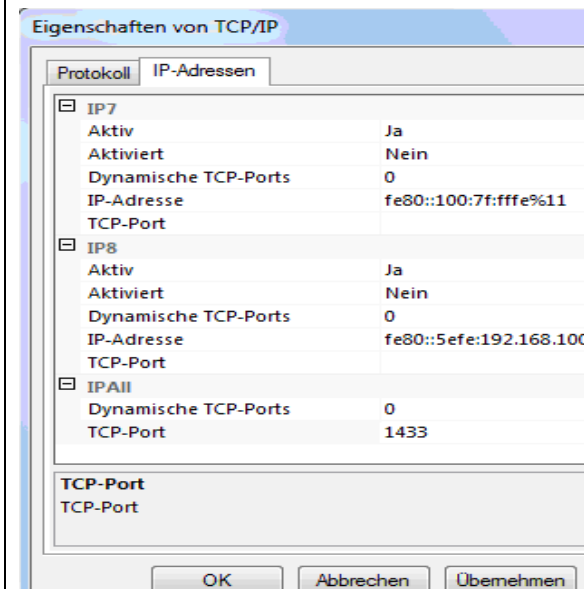 Eigenschaften von TCP/IP
Protokoll IP-Adressen
IP7
Aktiv Ja
Aktiviert Nein
Dynamische TCP-Ports 0
IP-Adresse fe80::100:7f:fffe%11
TCP-Port
IP8
Aktiv Ja
Aktiviert Nein
Dynamische TCP-Ports 0
IP-Adresse fe80::5efe:192.168.100
TCP-Port
IPAll
Dynamische TCP-Ports 0
TCP-Port 1433
TCP-Port
TCP-Port
OK Abbrechen Übernehmen